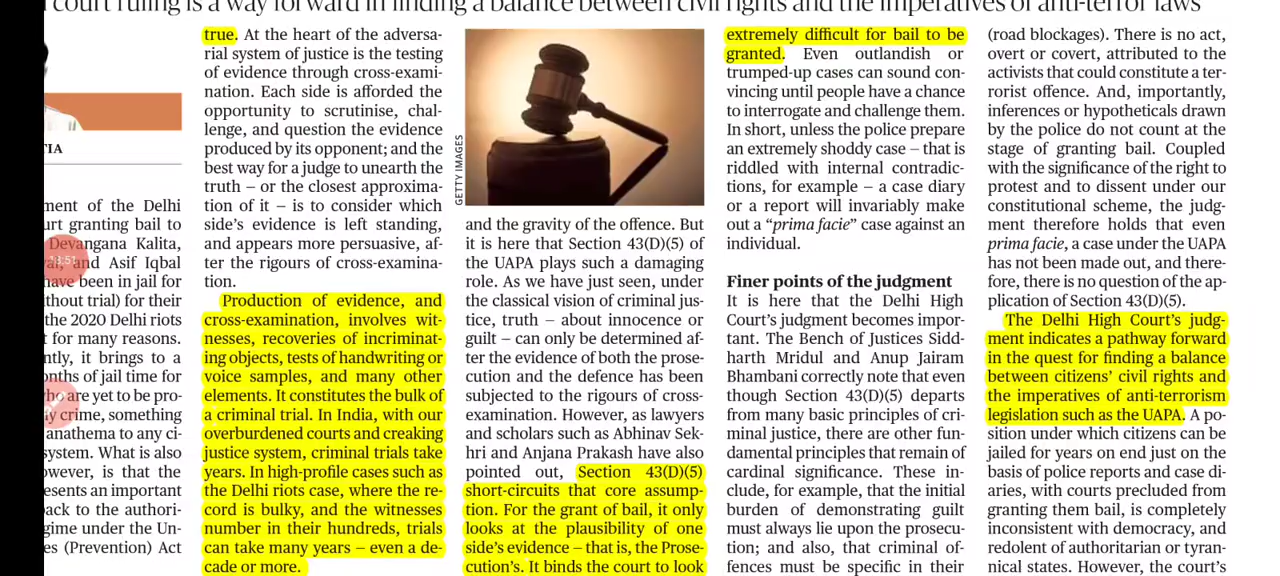 court ruling is a way forward in finding a balance between civil rights and the imperatives of anti-terror laws
TIA
ment of the Delhi
urt granting bail to
Devangana Kalita,
and Asif Iqbal
18:51
have been in jail for
thout trial) for their
the 2020 Delhi riots
t for many reasons.
ntly, it brings to a
onths of jail time for
ho are yet to be pro-
y crime, something
anathema to any ci-
system. What is also
owever, is that the
esents an important
ack to the authori-
gime under the Un-
es (Prevention) Act
true. At the heart of the adversa-
rial system of justice is the testing
of evidence through cross-exami-
nation. Each side is afforded the
opportunity to scrutinise, chal-
lenge, and question the evidence
produced by its opponent; and the
best way for a judge to unearth the
truth – or the closest approxima-
tion of it – is to consider which
side's evidence is left standing,
and appears more persuasive, af-
ter the rigours of cross-examina-
tion.
Production of evidence, and
cross-examination, involves wit-
nesses, recoveries of incriminat-
ing objects, tests of handwriting or
voice samples, and many other
elements. It constitutes the bulk of
a criminal trial. In India, with our
overburdened courts and creaking
justice system, criminal trials take
years. In high-profile cases such as
the Delhi riots case, where the re-
cord is bulky, and the witnesses
number in their hundreds, trials
can take many years – even a de-
cade or more.
GETTY IMAGES
and the gravity of the offence. But
it is here that Section 43(D)(5) of
the UAPA plays such a damaging
role. As we have just seen, under
the classical vision of criminal jus-
tice, truth – about innocence or
guilt – can only be determined af-
ter the evidence of both the prose-
cution and the defence has been
subjected to the rigours of cross-
examination. However, as lawyers
and scholars such as Abhinav Sek-
hri and Anjana Prakash have also
pointed out, Section 43(D)(5)
short-circuits that core assump-
tion. For the grant of bail, it only
looks at the plausibility of one
side's evidence – that is, the Prose-
cution's. It binds the court to look
extremely difficult for bail to be
granted. Even outlandish or
trumped-up cases can sound con-
vincing until people have a chance
to interrogate and challenge them.
In short, unless the police prepare
an extremely shoddy case – that is
riddled with internal contradic-
tions, for example – a case diary
or a report will invariably make
out a “prima facie” case against an
individual.
Finer points of the judgment
It is here that the Delhi High
Court's judgment becomes impor-
tant. The Bench of Justices Sidd-
harth Mridul and Anup Jairam
Bhambani correctly note that even
though Section 43(D)(5) departs
from many basic principles of cri-
minal justice, there are other fun-
damental principles that remain of
cardinal significance. These in-
clude, for example, that the initial
burden of demonstrating guilt
must always lie upon the prosecu-
tion; and also, that criminal of-
fences must be specific in their
(road blockages). There is no act,
overt or covert, attributed to the
activists that could constitute a ter-
rorist offence. And, importantly,
inferences or hypotheticals drawn
by the police do not count at the
stage of granting bail. Coupled
with the significance of the right to
protest and to dissent under our
constitutional scheme, the judg-
ment therefore holds that even
prima facie, a case under the UAPA
has not been made out, and there-
fore, there is no question of the ap-
plication of Section 43(D)(5).
The Delhi High Court's judg-
ment indicates a pathway forward
in the quest for finding a balance
between citizens' civil rights and
the imperatives of anti-terrorism
legislation such as the UAPA. A po-
sition under which citizens can be
jailed for years on end just on the
basis of police reports and case di-
aries, with courts precluded from
granting them bail, is completely
inconsistent with democracy, and
redolent of authoritarian or tyran-
nical states. However, the court's